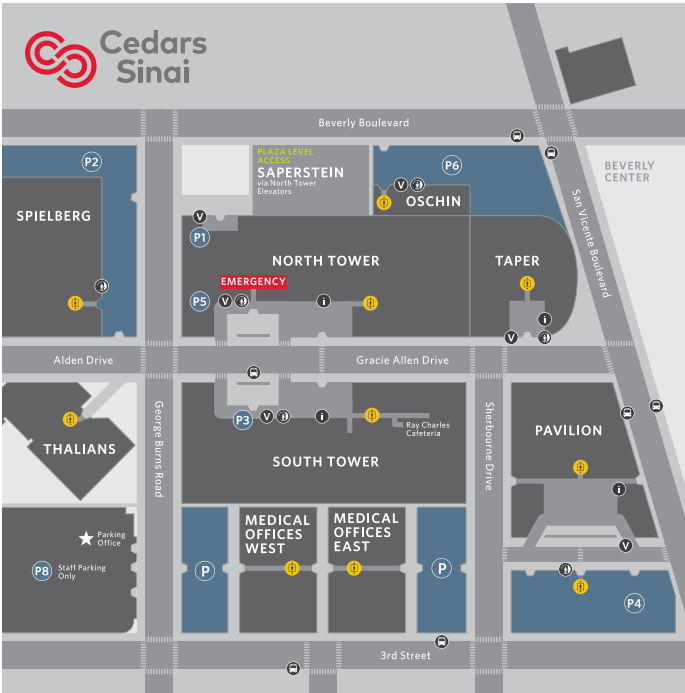 Cedars
Sinai
Beverly Boulevard
P2
PLAZA LEVEL
ACCESS
SAPERSTEIN
via North Tower
Elevators
P6
BEVERLY
CENTER
V
OSCHIN
San Vicente Boulevard
SPIELBERG
V
P1
NORTH TOWER
TAPER
EMERGENCY
P5
V
i
i
V
Alden Drive
Gracie Allen Drive
George Burns Road
Sherbourne Drive
P3
V
i
Ray Charles
Cafeteria
PAVILION
THALIANS
SOUTH TOWER
i
MEDICAL
OFFICES
WEST
MEDICAL
OFFICES
EAST
V
Parking
Office
P8
Staff Parking
Only
P
P
P4
3rd Street